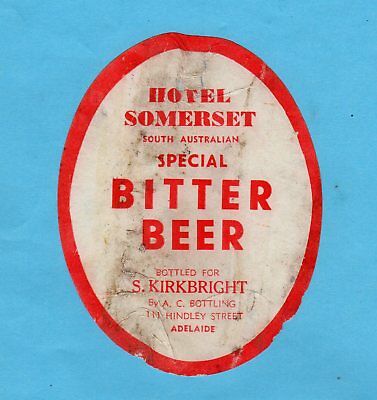 HOTEL
SOMERSET
SOUTH AUSTRALIAN
SPECIAL
BITTER
BEER
BOTTLED FOR
S. KIRKBRIGHT
By A. C. BOTTLING
111 HINDLEY STREET
ADELAIDE